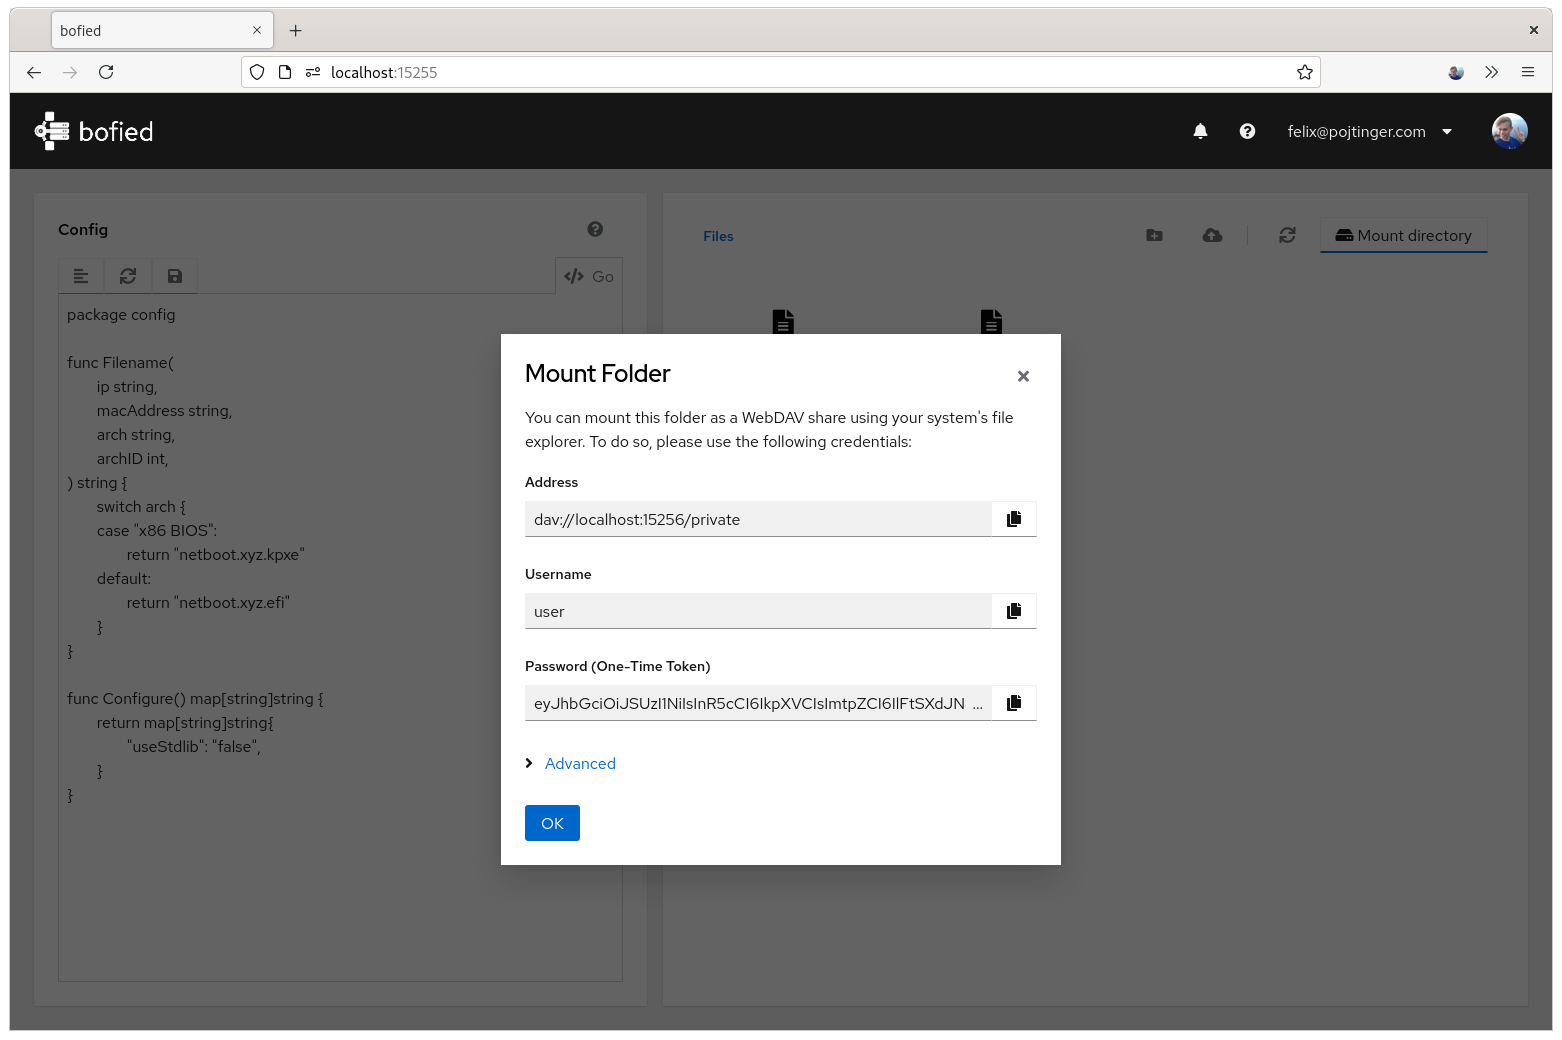 bofied
localhost:15255
bofied
felix@pojtinger.com
Config
Go
package config
func Filename(
ip string,
macAddress string,
arch string,
archID int,
) string {
switch arch {
case "x86 BIOS":
return "netboot.xyz.kpxe"
default:
return "netboot.xyz.efi"
}
}
func Configure() map[string]string {
return map[string]string{
"useStdlib": "false",
}
}
Files
Mount directory
Mount Folder
You can mount this folder as a WebDAV share using your system's file
explorer. To do so, please use the following credentials:
Address
dav://localhost:15256/private
Username
user
Password (One-Time Token)
eyJhbGciOiJSUzI1NiIsInR5cCI6IkpXVCIsImtpZCI6IlFtSXdJN ...
Advanced
OK